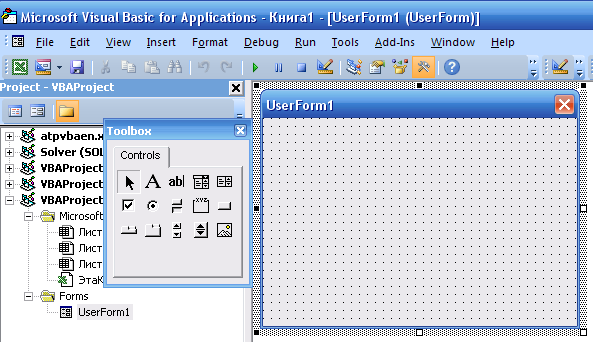 Microsoft Visual Basic for Applications - Книга1 - [UserForm1 (UserForm)]
File Edit View Insert Format Debug Run Tools Add-Ins Window Help
Project - VBAProject
UserForm1
Toolbox
Controls
A ab|
xyz
atpvbaen.x
Solver (SOL
VBAProject
VBAProject
VBAProject
Microsoft
Лист
Лист
Лист
ЭтаК
Forms
UserForm1